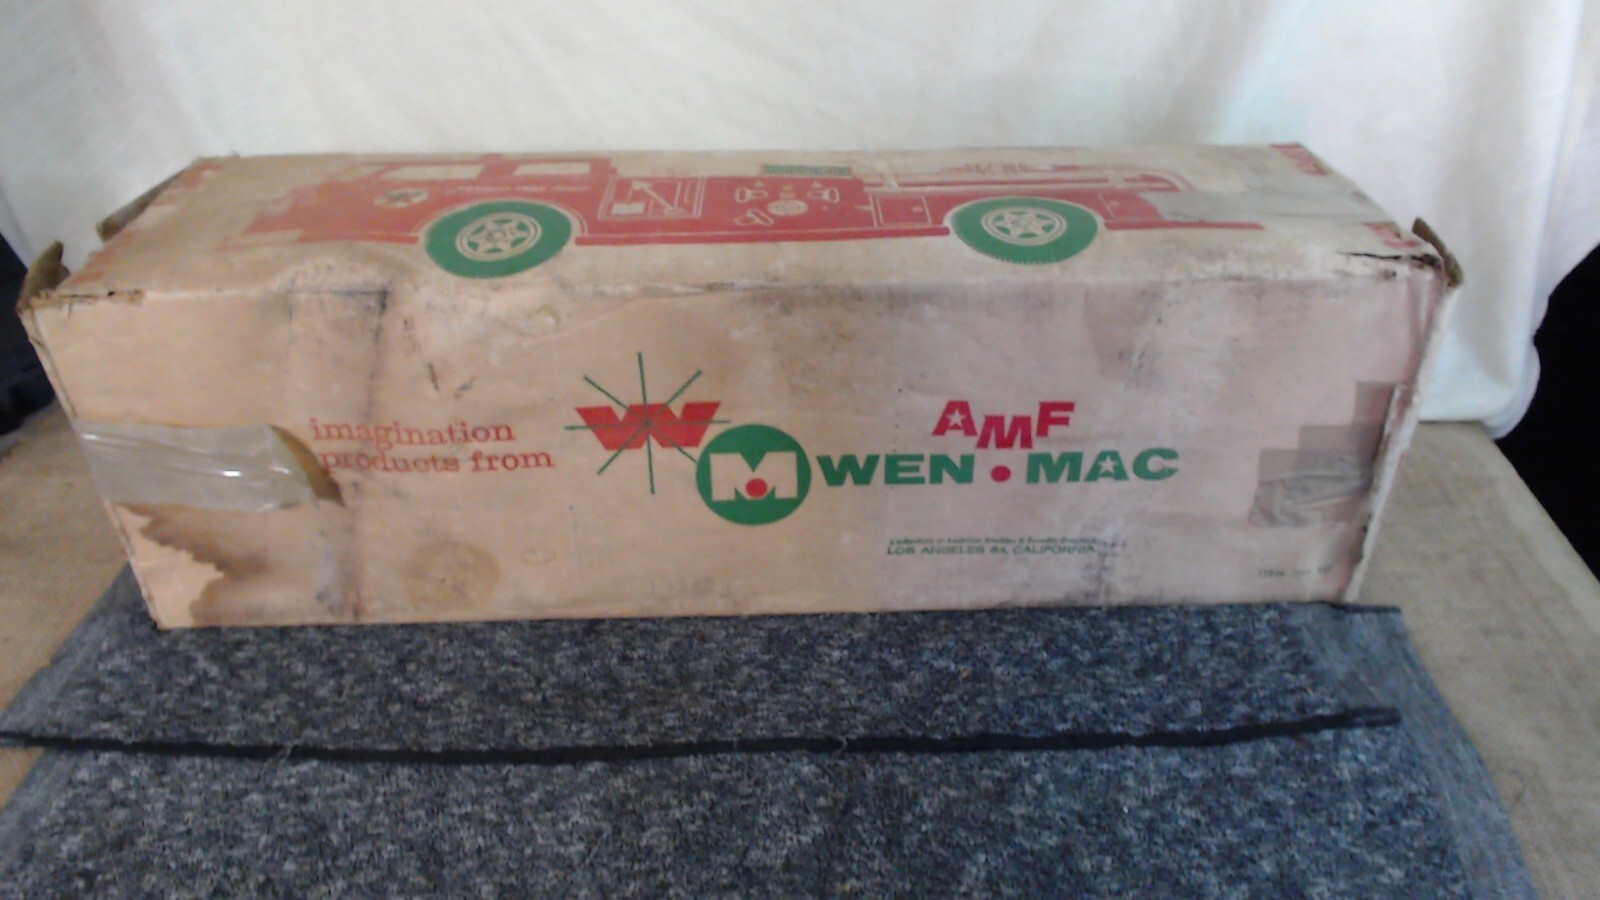 imagination
products from
W
M
AMF
WEN • MAC
LOS ANGELES 64, CALIFORNIA